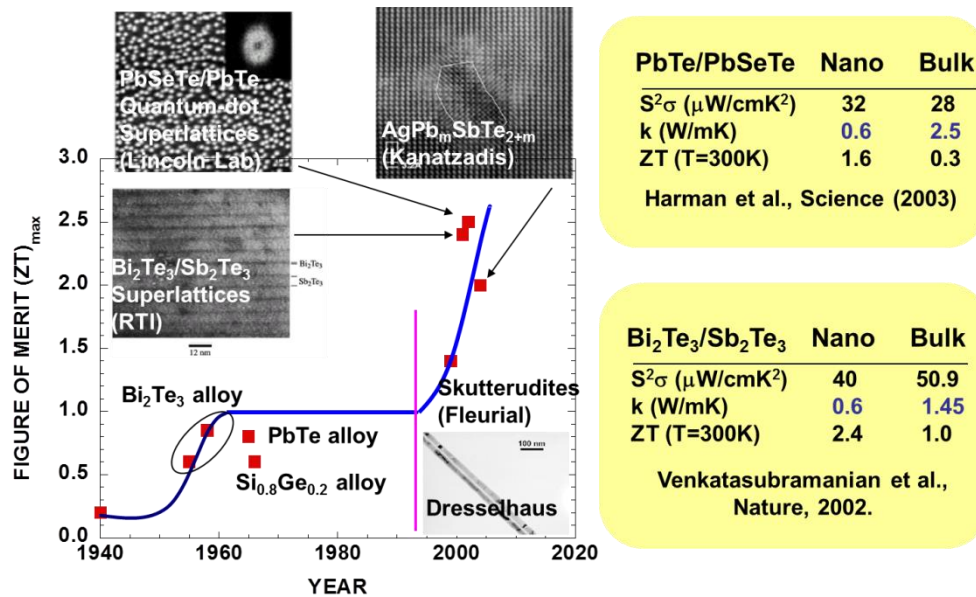 PbSeTe/PbTe
Quantum-dot
Superlattices
(Lincoln Lab)
AgPbₘSbTe₂₊ₘ
(Kanatzadis)
Bi₂Te₃/Sb₂Te₃
Superlattices
(RTI)
Bi₂Te₃
Sb₂Te₃
12 nm
FIGURE OF MERIT (ZT)max
3.0
2.5
2.0
1.5
1.0
0.5
0.0
Bi₂Te₃ alloy
PbTe alloy
Si₀.₈Ge₀.₂ alloy
Skutterudites
(Fleurial)
100 nm
Dresselhaus
1940 1960 1980 2000 2020
YEAR
PbTe/PbSeTe Nano Bulk
S²σ (μW/cmK²) 32 28
k (W/mK) 0.6 2.5
ZT (T=300K) 1.6 0.3
Harman et al., Science (2003)
Bi₂Te₃/Sb₂Te₃ Nano Bulk
S²σ (μW/cmK²) 40 50.9
k (W/mK) 0.6 1.45
ZT (T=300K) 2.4 1.0
Venkatasubramanian et al.,
Nature, 2002.